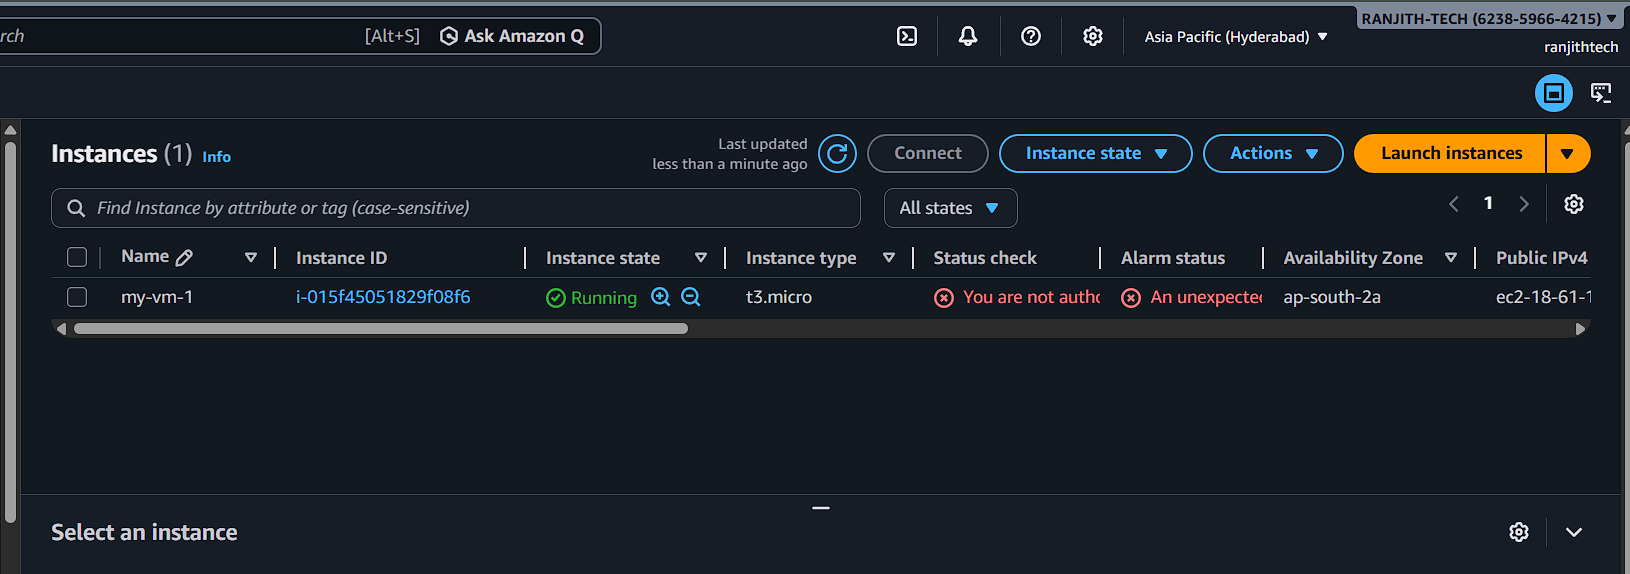 RANJITH-TECH (6238-5966-4215)
[Alt+S] Ask Amazon Q
Asia Pacific (Hyderabad)
ranjithtech
Instances (1) Info
Last updated
less than a minute ago
Connect
Instance state
Actions
Launch instances
Find Instance by attribute or tag (case-sensitive)
All states
1
Name Instance ID Instance state Instance type Status check Alarm status Availability Zone Public IPv4
my-vm-1 i-015f45051829f08f6 Running t3.micro You are not autho An unexpected ap-south-2a ec2-18-61-1
Select an instance